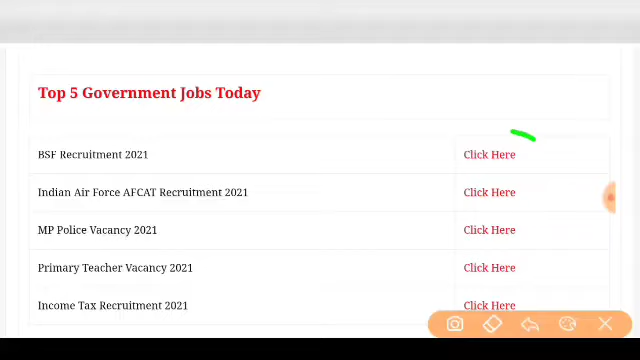 Top 5 Government Jobs Today
BSF Recruitment 2021 Click Here
Indian Air Force AFCAT Recruitment 2021 Click Here
MP Police Vacancy 2021 Click Here
Primary Teacher Vacancy 2021 Click Here
Income Tax Recruitment 2021 Click Here